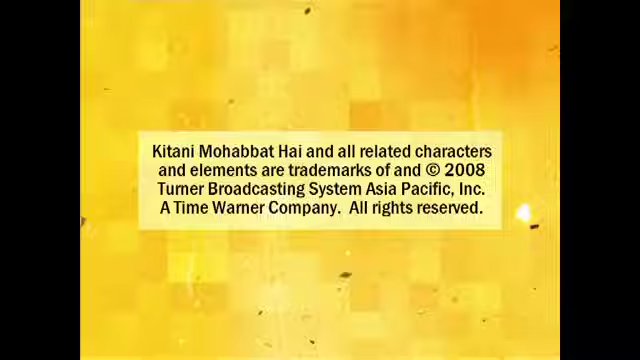 Kitani Mohabbat Hai and all related characters
and elements are trademarks of and © 2008
Turner Broadcasting System Asia Pacific, Inc.
A Time Warner Company. All rights reserved.